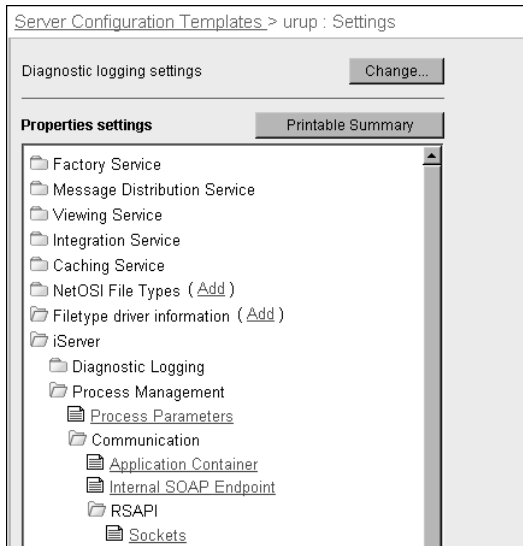 Server Configuration Templates > urup : Settings
Diagnostic logging settings
Change...
Properties settings
Printable Summary
Factory Service
Message Distribution Service
Viewing Service
Integration Service
Caching Service
NetOSI File Types ( Add )
Filetype driver information ( Add )
iServer
Diagnostic Logging
Process Management
Process Parameters
Communication
Application Container
Internal SOAP Endpoint
RSAPI
Sockets